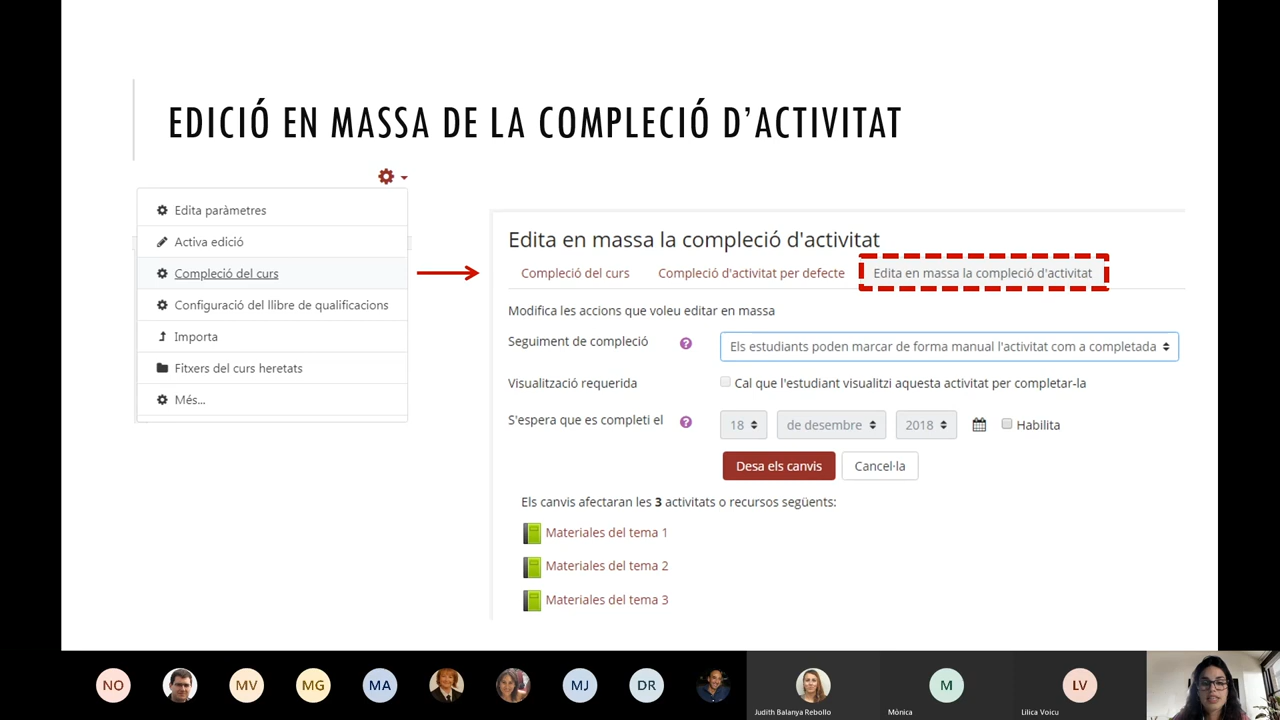 EDICIÓ EN MASSA DE LA COMPLECIÓ D'ACTIVITAT
Edita paràmetres
Activa edició
Compleció del curs
Configuració del llibre de qualificacions
Importa
Fitxers del curs heretats
Més...
Edita en massa la compleció d'activitat
Compleció del curs Compleció d'activitat per defecte Edita en massa la compleció d'activitat
Modifica les accions que voleu editar en massa
Seguiment de compleció ? Els estudiants poden marcar de forma manual l'activitat com a completada
Visualització requerida Cal que l'estudiant visualitzi aquesta activitat per completar-la
S'espera que es completi el ? 18 de desembre 2018 Habilita
Desa els canvis Cancel·la
Els canvis afectaran les 3 activitats o recursos següents:
Materiales del tema 1
Materiales del tema 2
Materiales del tema 3
NO MV MG MA MJ DR M LV
Judith Balanya Rebollo Mònica Lilica Voicu